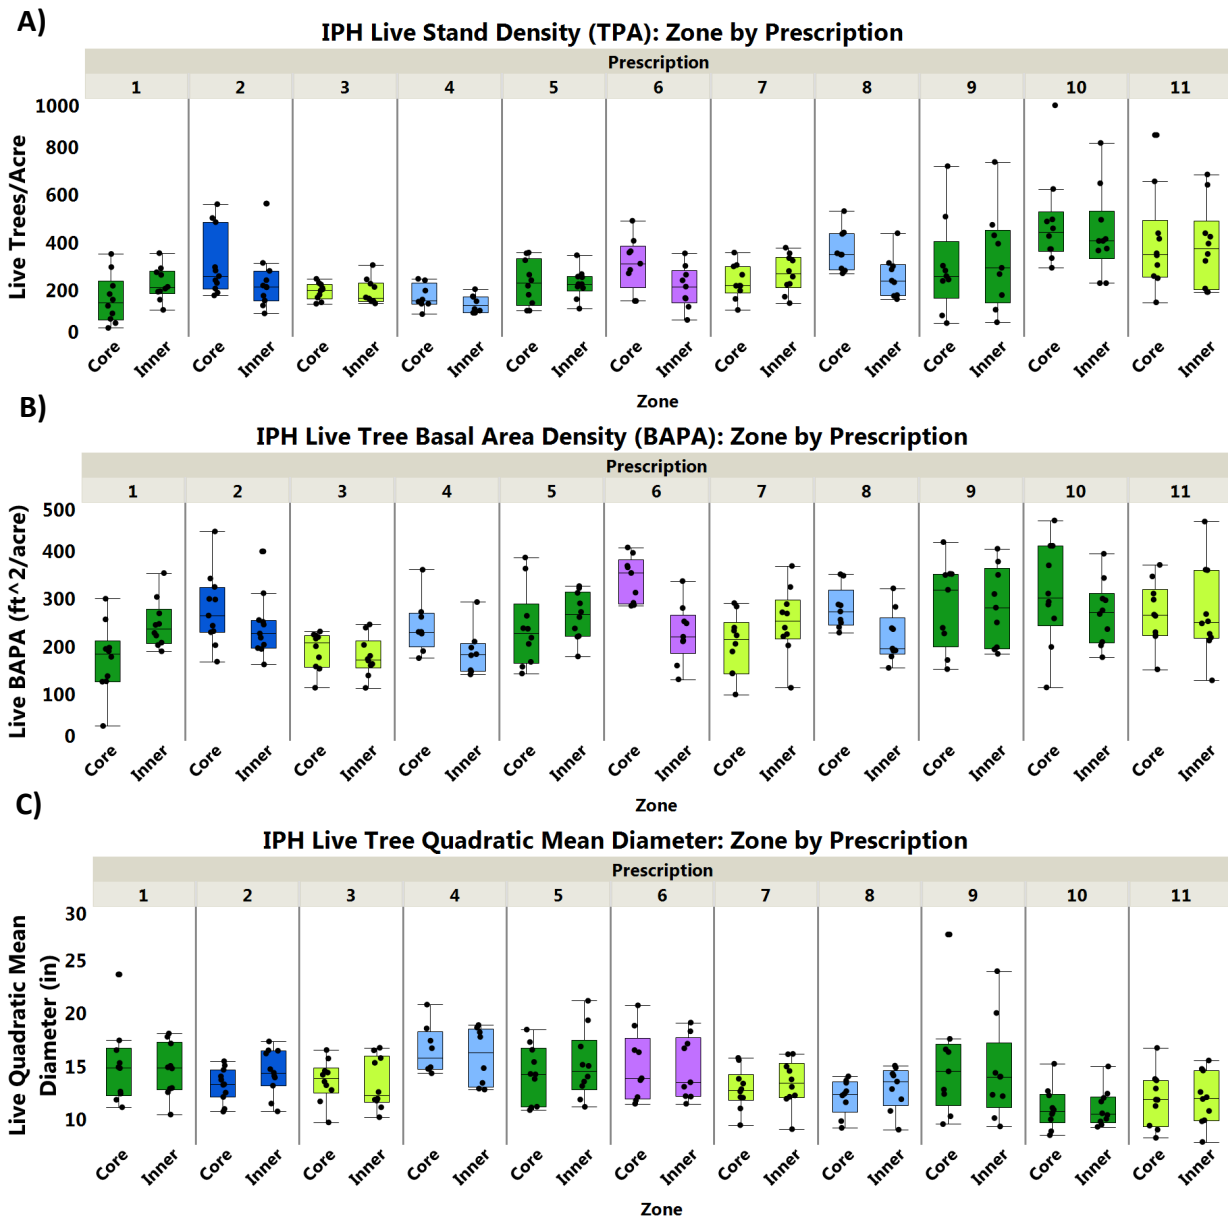 A)
IPH Live Stand Density (TPA): Zone by Prescription
Prescription
1 2 3 4 5 6 7 8 9 10 11
Live Trees/Acre
1000
800
600
400
200
0
Core Inner Core Inner Core Inner Core Inner Core Inner Core Inner Core Inner Core Inner Core Inner Core Inner Core Inner
Zone
B)
IPH Live Tree Basal Area Density (BAPA): Zone by Prescription
Prescription
1 2 3 4 5 6 7 8 9 10 11
Live BAPA (ft^2/acre)
500
400
300
200
100
0
Core Inner Core Inner Core Inner Core Inner Core Inner Core Inner Core Inner Core Inner Core Inner Core Inner Core Inner
Zone
C)
IPH Live Tree Quadratic Mean Diameter: Zone by Prescription
Prescription
1 2 3 4 5 6 7 8 9 10 11
Live Quadratic Mean
Diameter (in)
30
25
20
15
10
Core Inner Core Inner Core Inner Core Inner Core Inner Core Inner Core Inner Core Inner Core Inner Core Inner Core Inner
Zone